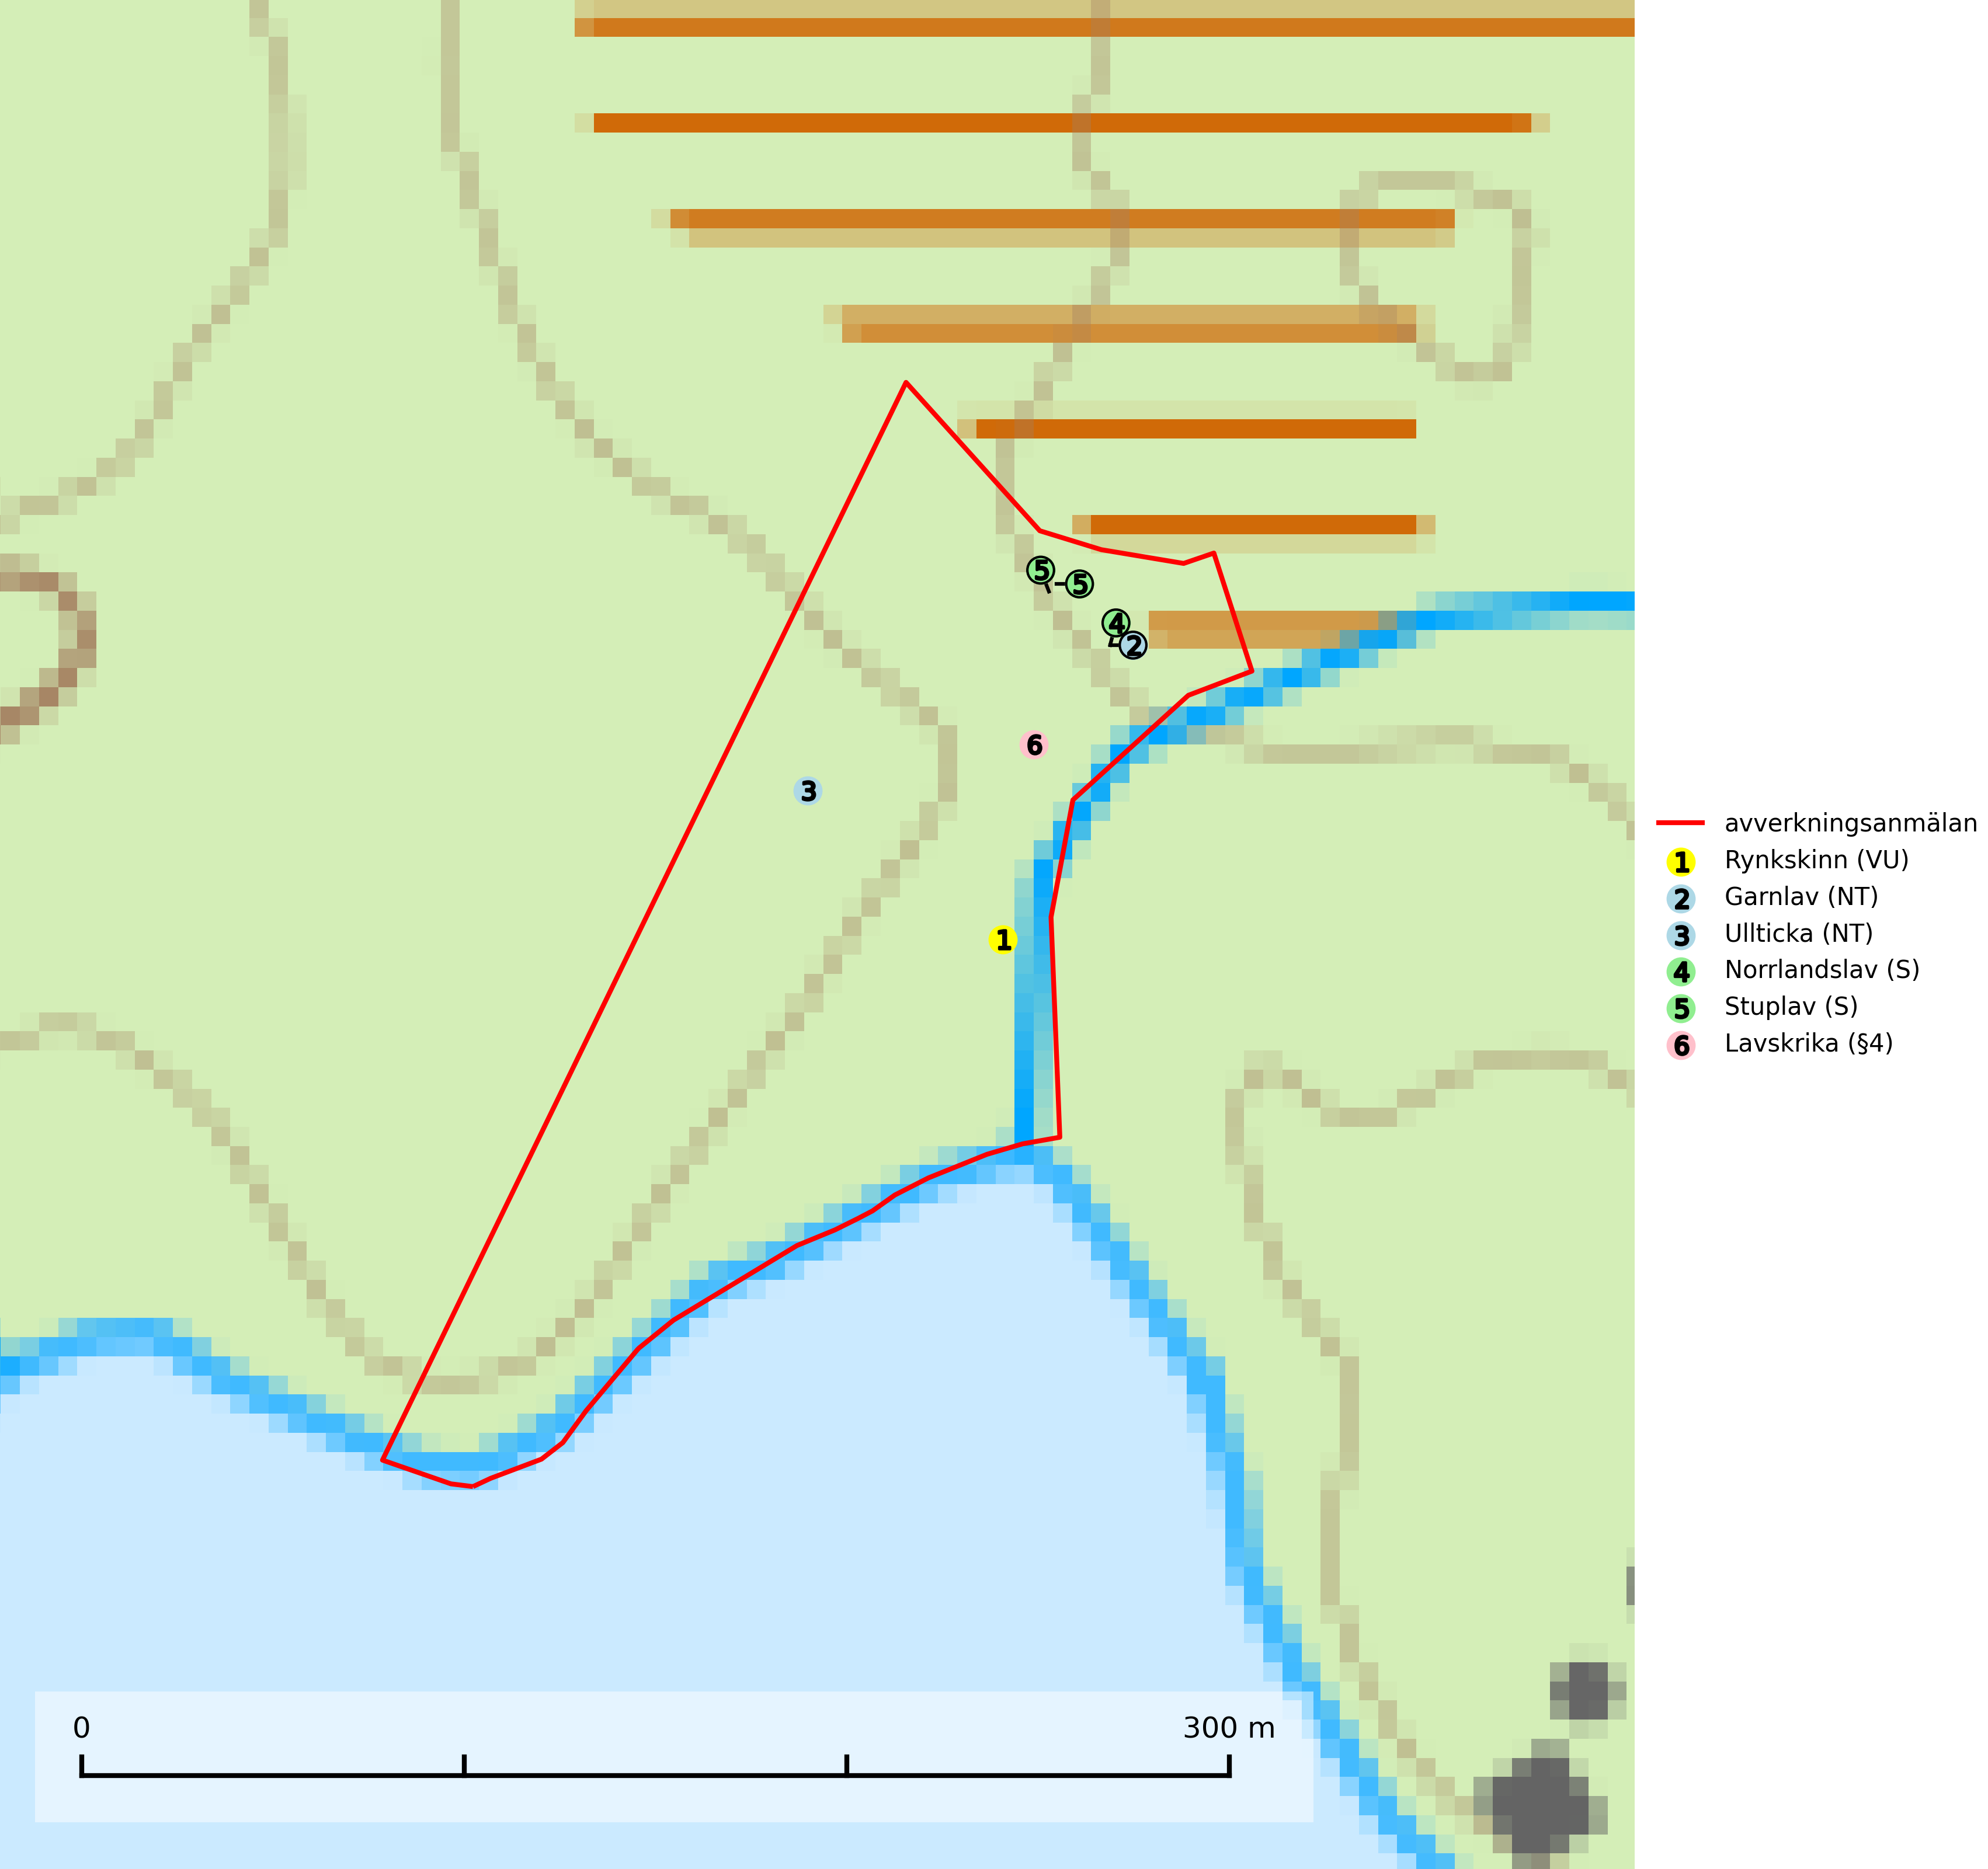 5
5
4
2
6
3
1
avverkningsanmälan
1 Rynkskinn (VU)
2 Garnlav (NT)
3 Ullticka (NT)
4 Norrlandslav (S)
5 Stuplav (S)
6 Lavskrika (§4)
0 300 m